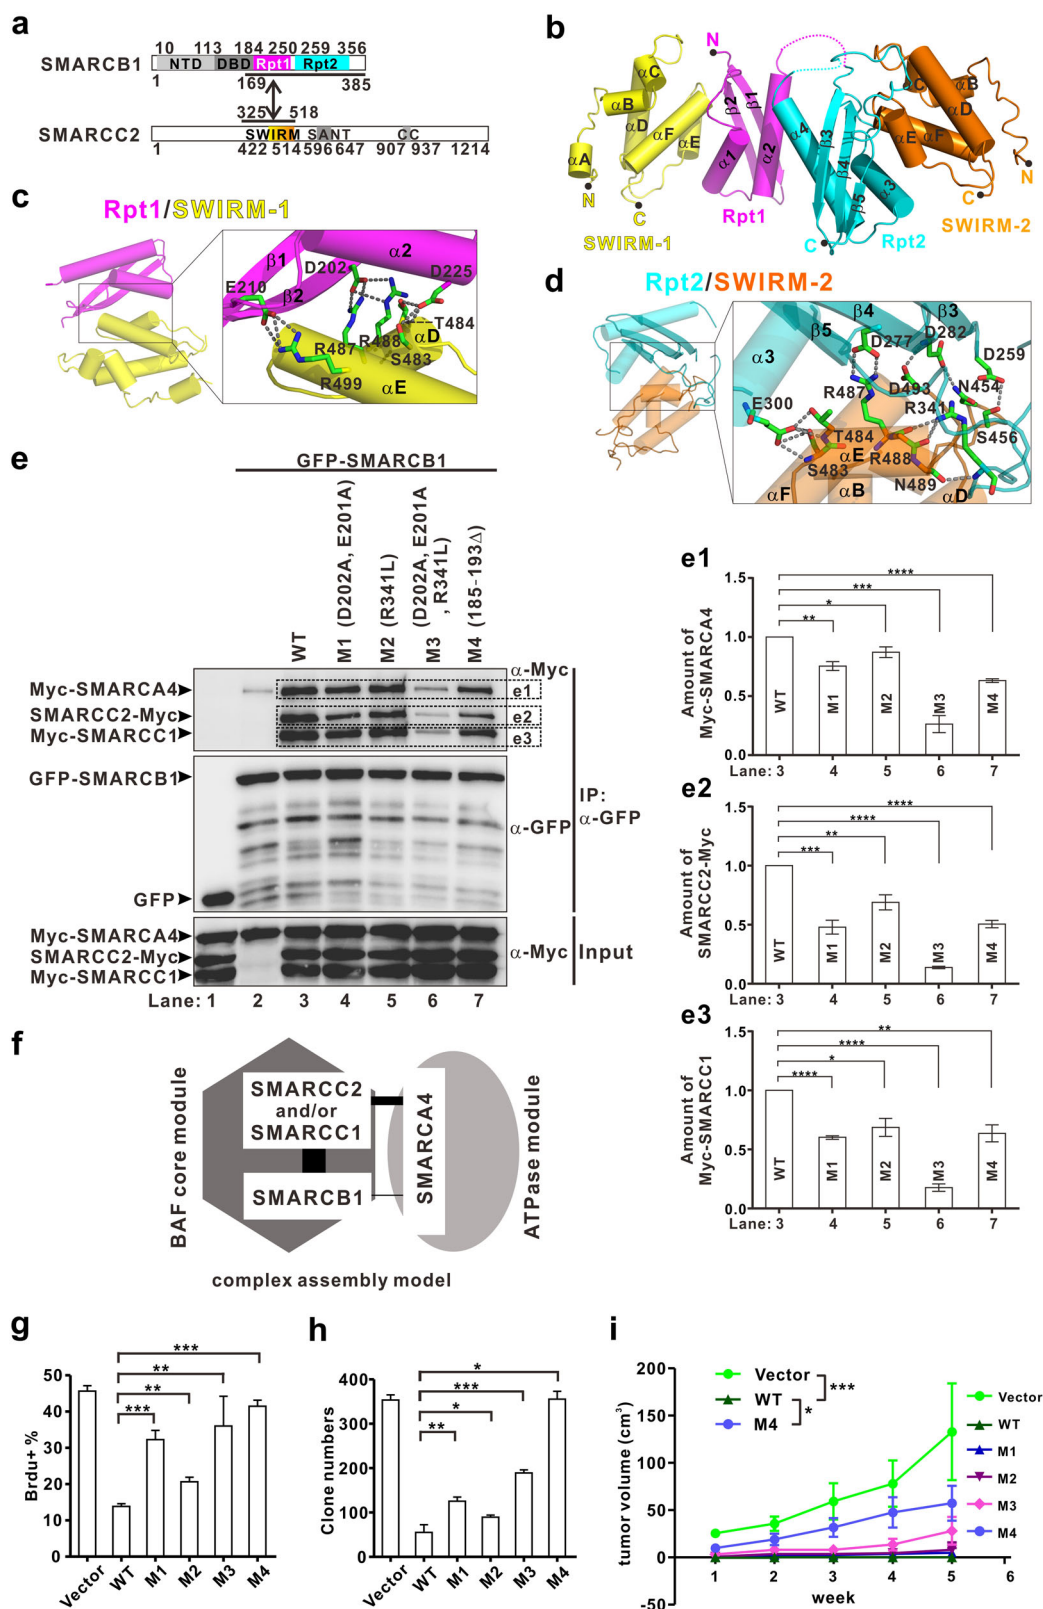 a
10 113 184 250 259 356
SMARCB1 NTD DBD Rpt1 Rpt2
1 169 385
325 518
SMARCC2 SWIRM SANT CC
1 422 514 596 647 907 937 1214
b
N
αC
αB
αD
αF
αE
αA
N
C
SWIRM-1
β2
β1
α1
α2
Rpt1
α4
β3
β4
β5
α3
C
Rpt2
αC
αB
αD
αE
αF
N
C
SWIRM-2
c
Rpt1/SWIRM-1
β1
D202
α2
D225
E210
β2
T484
αD
R487
R488
S483
R499
αE
d
Rpt2/SWIRM-2
β4
β3
β5
D277
D282
α3
D259
R487
D493
N454
E300
R341
T484
S456
αE
R488
S483
N489
αF
αB
αD
e
GFP-SMARCB1
WT
M1 (D202A, E201A)
M2 (R341L)
M3 (D202A, E201A
, R341L)
M4 (185-193Δ)
α-Myc
Myc-SMARCA4 e1
SMARCC2-Myc e2
Myc-SMARCC1 e3
GFP-SMARCB1
IP:
α-GFP
α-GFP
GFP
Myc-SMARCA4
SMARCC2-Myc α-Myc Input
Myc-SMARCC1
Lane: 1 2 3 4 5 6 7
e1
Amount of
Myc-SMARCA4
1.5
1.0
0.5
0.0
****
***
*
**
WT M1 M2 M3 M4
Lane: 3 4 5 6 7
e2
Amount of
SMARCC2-Myc
1.5
1.0
0.5
0.0
****
****
**
***
WT M1 M2 M3 M4
Lane: 3 4 5 6 7
e3
Amount of
Myc-SMARCC1
1.5
1.0
0.5
0.0
**
****
*
****
WT M1 M2 M3 M4
Lane: 3 4 5 6 7
f
BAF core module
SMARCC2
and/or
SMARCC1
SMARCB1
SMARCA4
ATPase module
complex assembly model
g
Brdu+ %
50
40
30
20
10
0
***
**
**
***
Vector WT M1 M2 M3 M4
h
Clone numbers
400
300
200
100
0
*
***
*
**
Vector WT M1 M2 M3 M4
i
tumor volume (cm³)
200
150
100
50
0
-50
Vector
WT
M4
***
*
Vector
WT
M1
M2
M3
M4
1 2 3 4 5 6
week